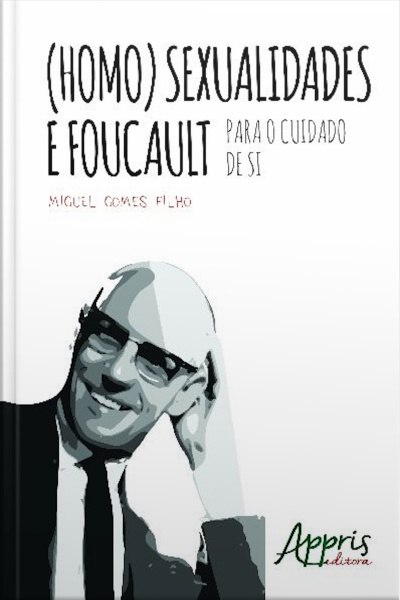 (HOMO) SEXUALIDADES
E FOUCAULT PARA O CUIDADO
DE SI
MIGUEL GOMES FILHO
Appris
editora